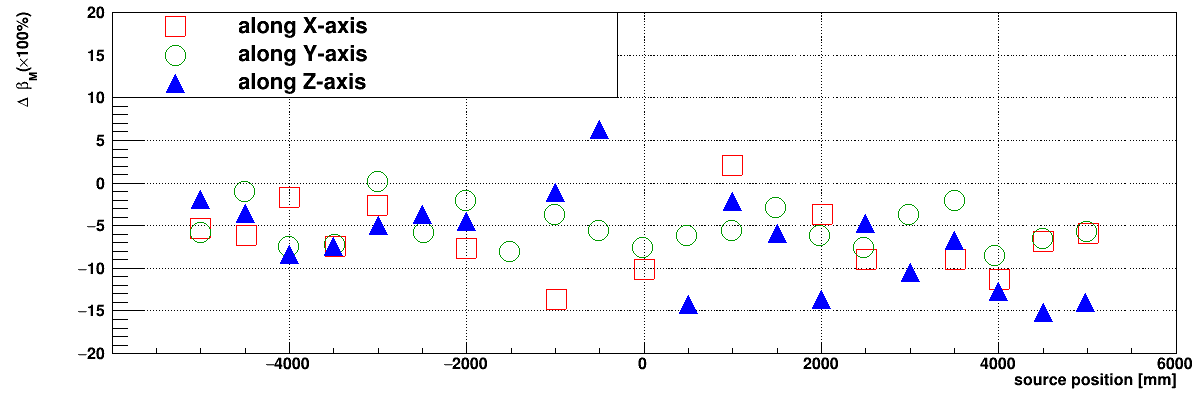 Δ β_M(×100%)
20
15
10
5
0
−5
−10
−15
−20
along X-axis
along Y-axis
along Z-axis
−4000 −2000 0 2000 4000 6000
source position [mm]